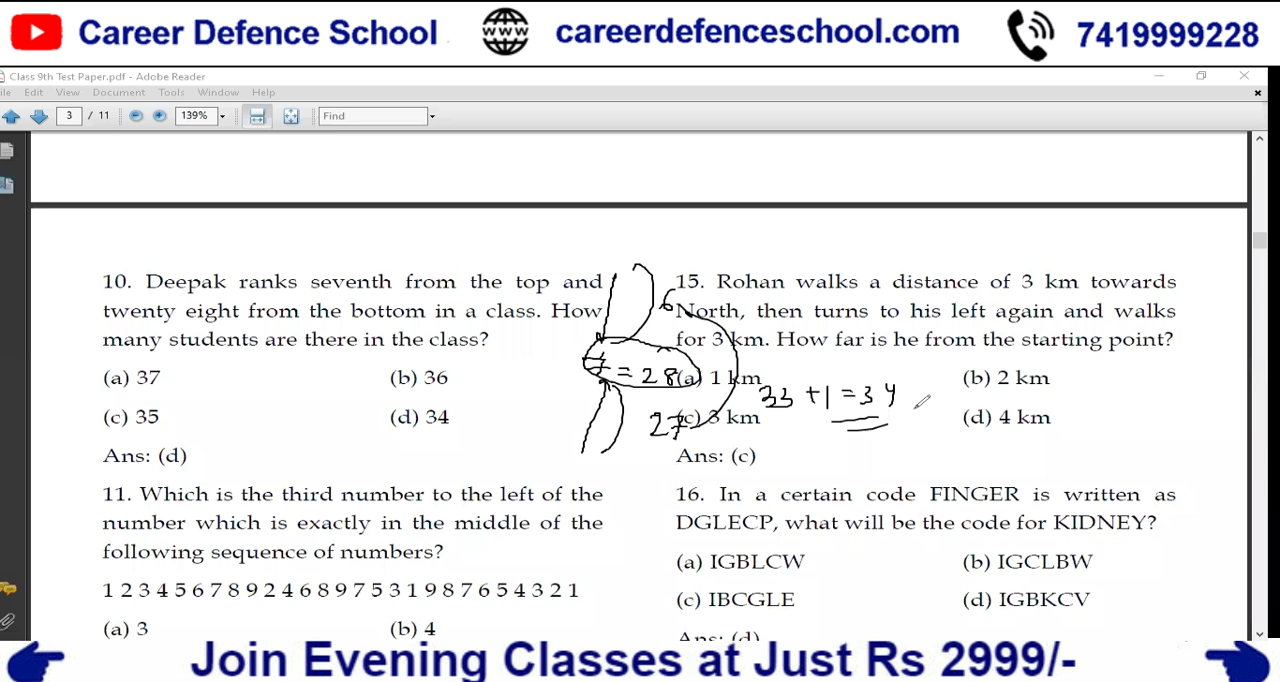 Career Defence School
careerdefenceschool.com
7419999228
Class 9th Test Paper.pdf - Adobe Reader
ile Edit View Document Tools Window Help
3 / 11 139% Find
10. Deepak ranks seventh from the top and
twenty eight from the bottom in a class. How
many students are there in the class?
(a) 37 (b) 36
(c) 35 (d) 34
Ans: (d)
11. Which is the third number to the left of the
number which is exactly in the middle of the
following sequence of numbers?
1 2 3 4 5 6 7 8 9 2 4 6 8 9 7 5 3 1 9 8 7 6 5 4 3 2 1
(a) 3 (b) 4
6
7 = 28
27
33 + 1 = 34
15. Rohan walks a distance of 3 km towards
North, then turns to his left again and walks
for 3 km. How far is he from the starting point?
(a) 1 km (b) 2 km
(c) 3 km (d) 4 km
Ans: (c)
16. In a certain code FINGER is written as
DGLECP, what will be the code for KIDNEY?
(a) IGBLCW (b) IGCLBW
(c) IBCGLE (d) IGBKCV
Ans: (d)
Join Evening Classes at Just Rs 2999/-